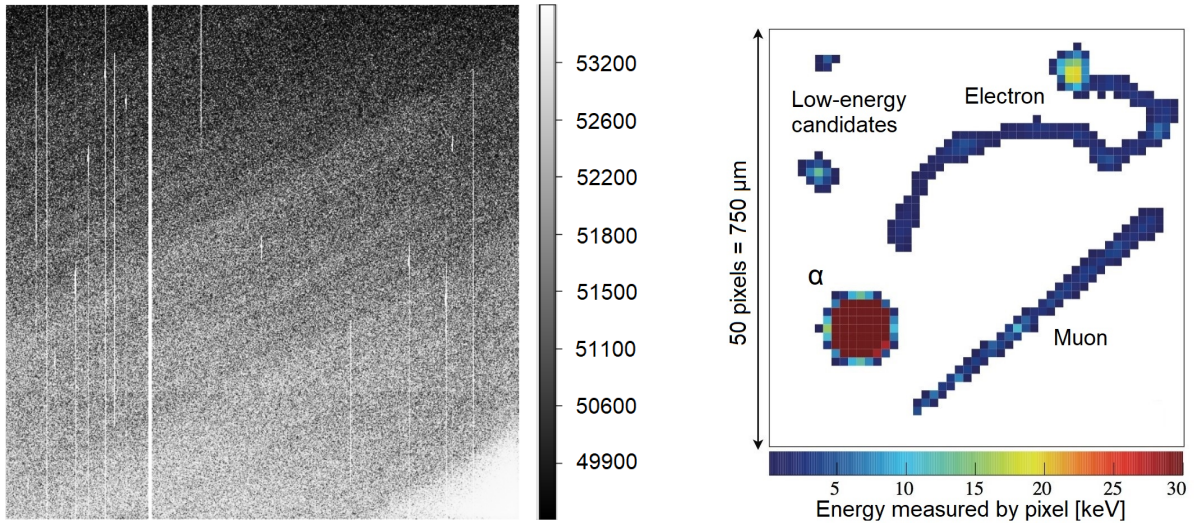 53200
52600
52200
51800
51500
51100
50600
49900
50 pixels = 750 μm
Low-energy
candidates
Electron
α
Muon
5
10
15
20
25
30
Energy measured by pixel [keV]